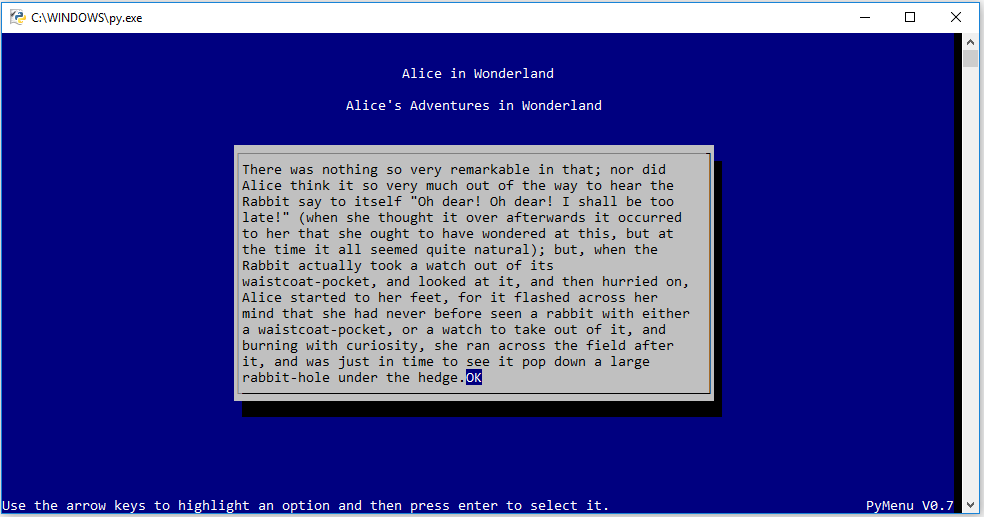 C:\WINDOWS\py.exe
Alice in Wonderland
Alice's Adventures in Wonderland
There was nothing so very remarkable in that; nor did
Alice think it so very much out of the way to hear the
Rabbit say to itself "Oh dear! Oh dear! I shall be too
late!" (when she thought it over afterwards it occurred
to her that she ought to have wondered at this, but at
the time it all seemed quite natural); but, when the
Rabbit actually took a watch out of its
waistcoat-pocket, and looked at it, and then hurried on,
Alice started to her feet, for it flashed across her
mind that she had never before seen a rabbit with either
a waistcoat-pocket, or a watch to take out of it, and
burning with curiosity, she ran across the field after
it, and was just in time to see it pop down a large
rabbit-hole under the hedge.OK
Use the arrow keys to highlight an option and then press enter to select it. PyMenu V0.7